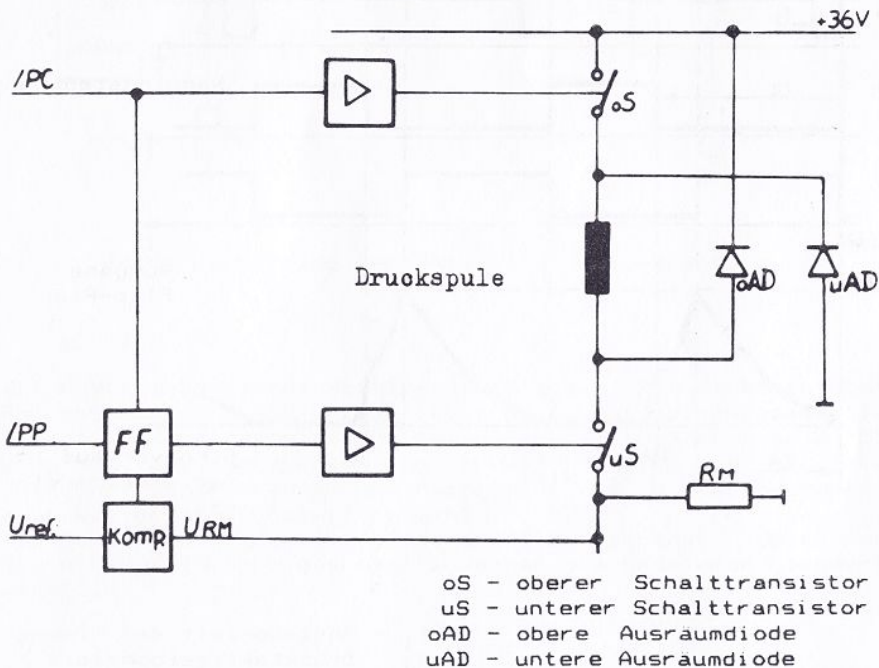 +36V
/PC
oS
Druckspule
oAD
uAD
/PP
FF
uS
RM
Uref.
Komp
URM
oS - oberer Schalttransistor
uS - unterer Schalttransistor
oAD - obere Ausräumdiode
uAD - untere Ausräumdiode